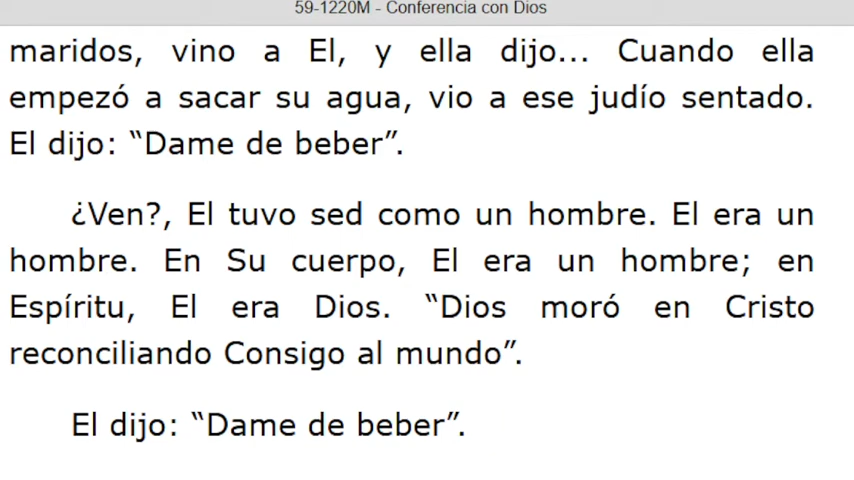 59-1220M - Conferencia con Dios
maridos, vino a El, y ella dijo... Cuando ella
empezó a sacar su agua, vio a ese judío sentado.
El dijo: “Dame de beber”.
¿Ven?, El tuvo sed como un hombre. El era un
hombre. En Su cuerpo, El era un hombre; en
Espíritu, El era Dios. “Dios moró en Cristo
reconciliando Consigo al mundo”.
El dijo: “Dame de beber”.